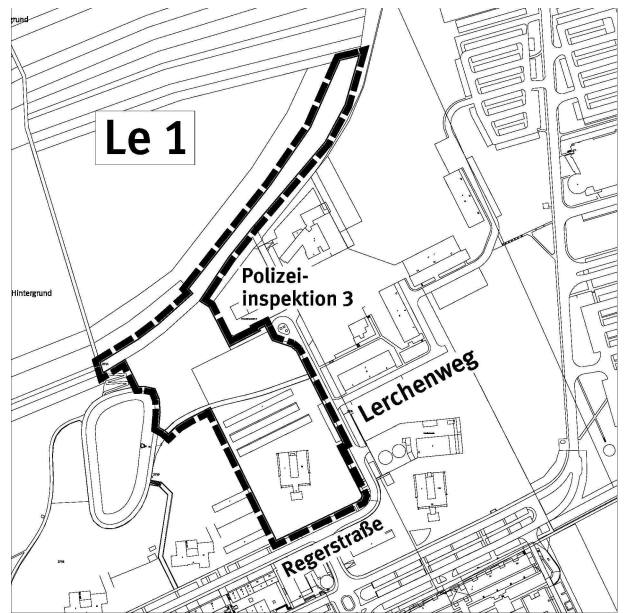 grund
Le 1
Polizei-
inspektion 3
Hintergrund
Lerchenweg
Regerstraße